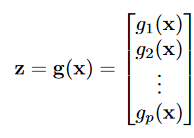 z = g(x) = [g₁(x)
g₂(x)
⋮
gₚ(x)]